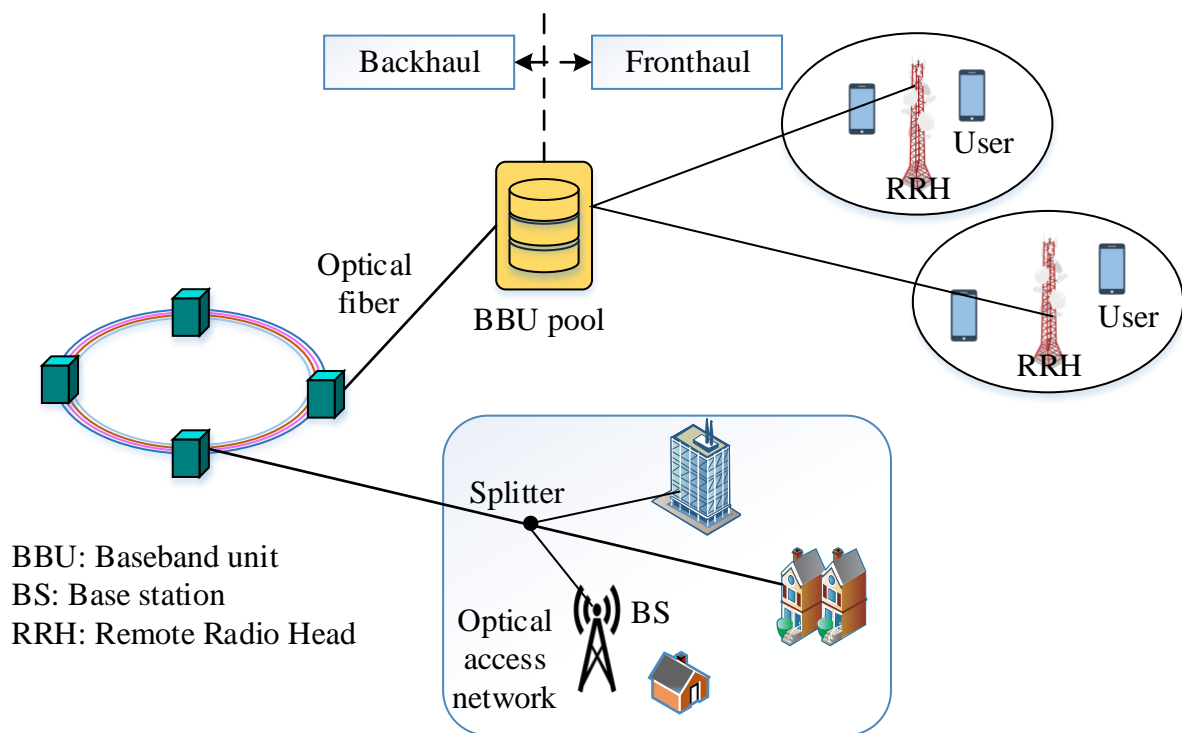 Backhaul
Fronthaul
User
RRH
Optical
fiber
BBU pool
User
RRH
Splitter
BBU: Baseband unit
BS: Base station
RRH: Remote Radio Head
BS
Optical
access
network